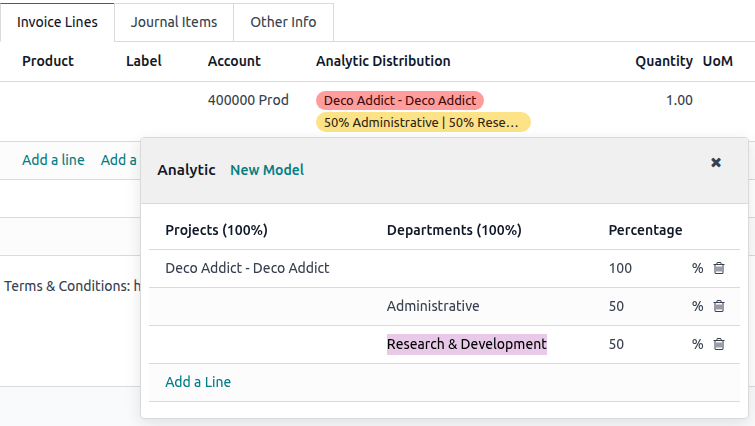 Invoice Lines Journal Items Other Info
Product Label Account Analytic Distribution Quantity UoM
400000 Prod Deco Addict - Deco Addict 1.00
50% Administrative | 50% Rese...
Add a line Add a
Analytic New Model
Projects (100%) Departments (100%) Percentage
Deco Addict - Deco Addict 100 %
Administrative 50 %
Terms & Conditions: h
Research & Development 50 %
Add a Line